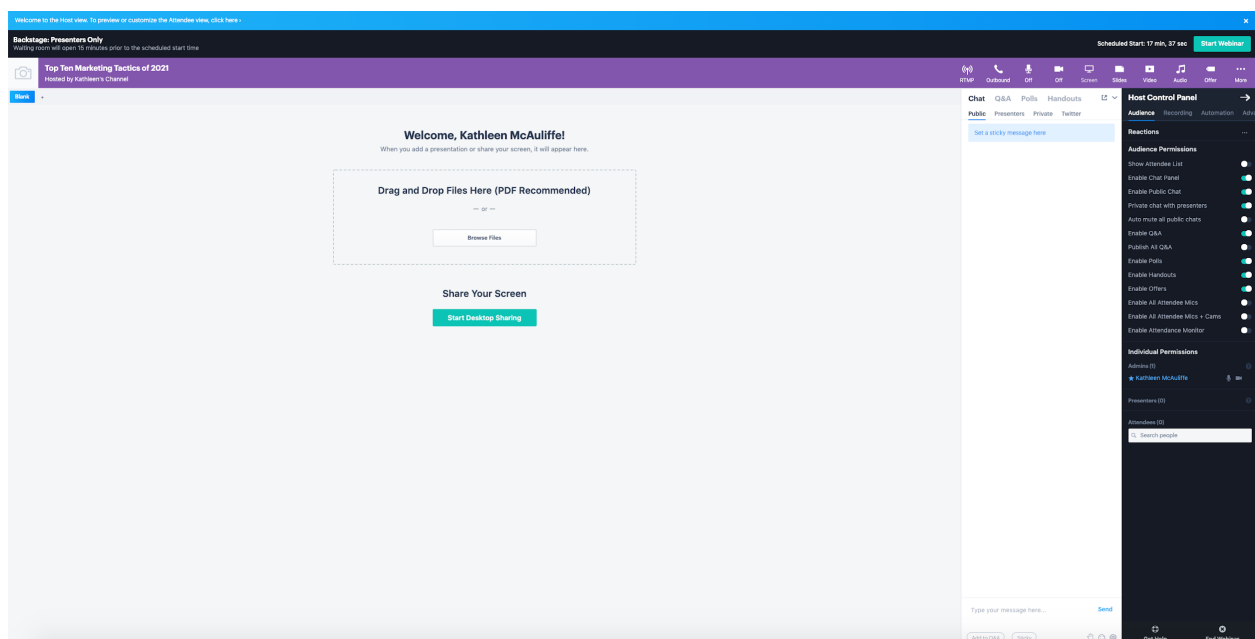 Welcome to the Host view. To preview or customize the Attendee view, click here ›
Backstage: Presenters Only
Waiting room will open 15 minutes prior to the scheduled start time
Scheduled Start: 17 min, 37 sec
Start Webinar
Top Ten Marketing Tactics of 2021
Hosted by Kathleen's Channel
RTMP
Outbound
Off
Off
Screen
Slides
Video
Audio
Offer
More
Blank
+
Welcome, Kathleen McAuliffe!
When you add a presentation or share your screen, it will appear here.
Drag and Drop Files Here (PDF Recommended)
— or —
Browse Files
Share Your Screen
Start Desktop Sharing
Chat Q&A Polls Handouts
Public Presenters Private Twitter
Set a sticky message here
Type your message here...
Send
Add to Q&A
Sticky
Host Control Panel
Audience Recording Automation Adva
Reactions
Audience Permissions
Show Attendee List
Enable Chat Panel
Enable Public Chat
Private chat with presenters
Auto mute all public chats
Enable Q&A
Publish All Q&A
Enable Polls
Enable Handouts
Enable Offers
Enable All Attendee Mics
Enable All Attendee Mics + Cams
Enable Attendance Monitor
Individual Permissions
Admins (1)
Kathleen McAuliffe
Presenters (0)
Attendees (0)
Search people
Get Help
End Webinar